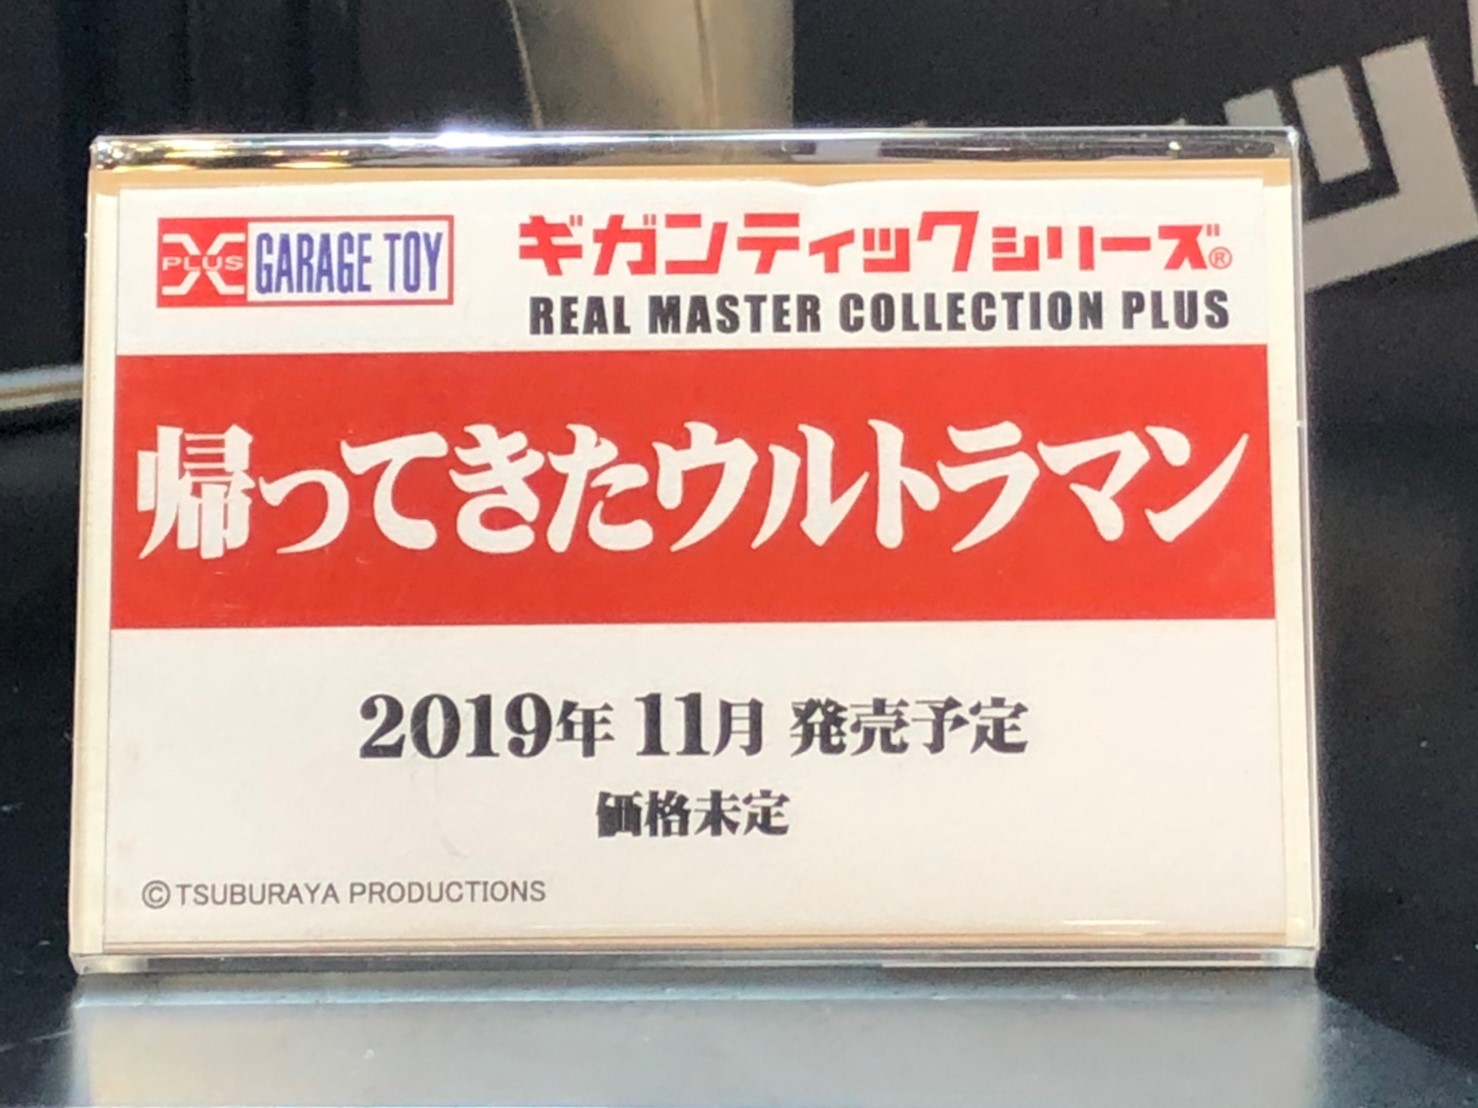 X PLUS GARAGE TOY
ギガンティックシリーズ®
REAL MASTER COLLECTION PLUS
帰ってきたウルトラマン
2019年 11月 発売予定
価格未定
©TSUBURAYA PRODUCTIONS
ッ